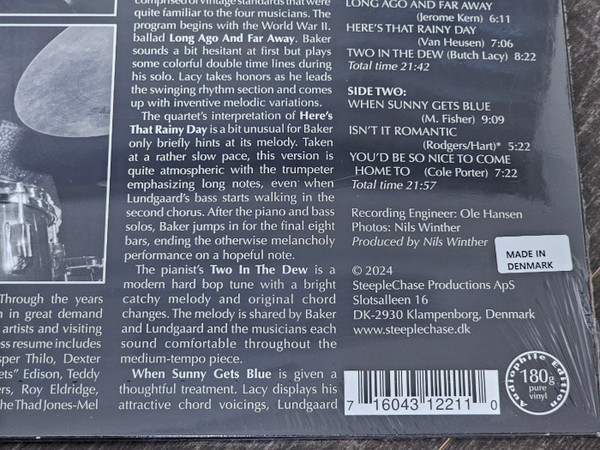 comprised of vintage standards that were
quite familiar to the four musicians. The
program begins with the World War II.
ballad Long Ago And Far Away. Baker
sounds a bit hesitant at first but plays
some colorful double time lines during
his solo. Lacy takes honors as he leads
the swinging rhythm section and comes
up with inventive melodic variations.
The quartet's interpretation of Here's
That Rainy Day is a bit unusual for Baker
only briefly hints at its melody. Taken
at a rather slow pace, this version is
quite atmospheric with the trumpeter
emphasizing long notes, even when
Lundgaard's bass starts walking in the
second chorus. After the piano and bass
solos, Baker jumps in for the final eight
bars, ending the otherwise melancholy
performance on a hopeful note.
The pianist's Two In The Dew is a
modern hard bop tune with a bright
catchy melody and original chord
changes. The melody is shared by Baker
and Lundgaard and the musicians each
sound comfortable throughout the
medium-tempo piece.
When Sunny Gets Blue is given a
thoughtful treatment. Lacy displays his
attractive chord voicings, Lundgaard
Through the years
in great demand
artists and visiting
resume includes
Thilo, Dexter
Edison, Teddy
Roy Eldridge,
the Thad Jones-Mel
LONG AGO AND FAR AWAY
(Jerome Kern) 6:11
HERE'S THAT RAINY DAY
(Van Heusen) 7:06
TWO IN THE DEW (Butch Lacy) 8:22
Total time 21:42
SIDE TWO:
WHEN SUNNY GETS BLUE
(M. Fisher) 9:09
ISN'T IT ROMANTIC
(Rodgers/Hart)* 5:22
YOU'D BE SO NICE TO COME
HOME TO (Cole Porter) 7:22
Total time 21:57
Recording Engineer: Ole Hansen
Photos: Nils Winther
Produced by Nils Winther
MADE IN
DENMARK
© 2024
SteepleChase Productions ApS
Slotsalleen 16
DK-2930 Klampenborg, Denmark
www.steeplechase.dk
7 16043 12211 0
Audiophile Edition
180g
pure
vinyl